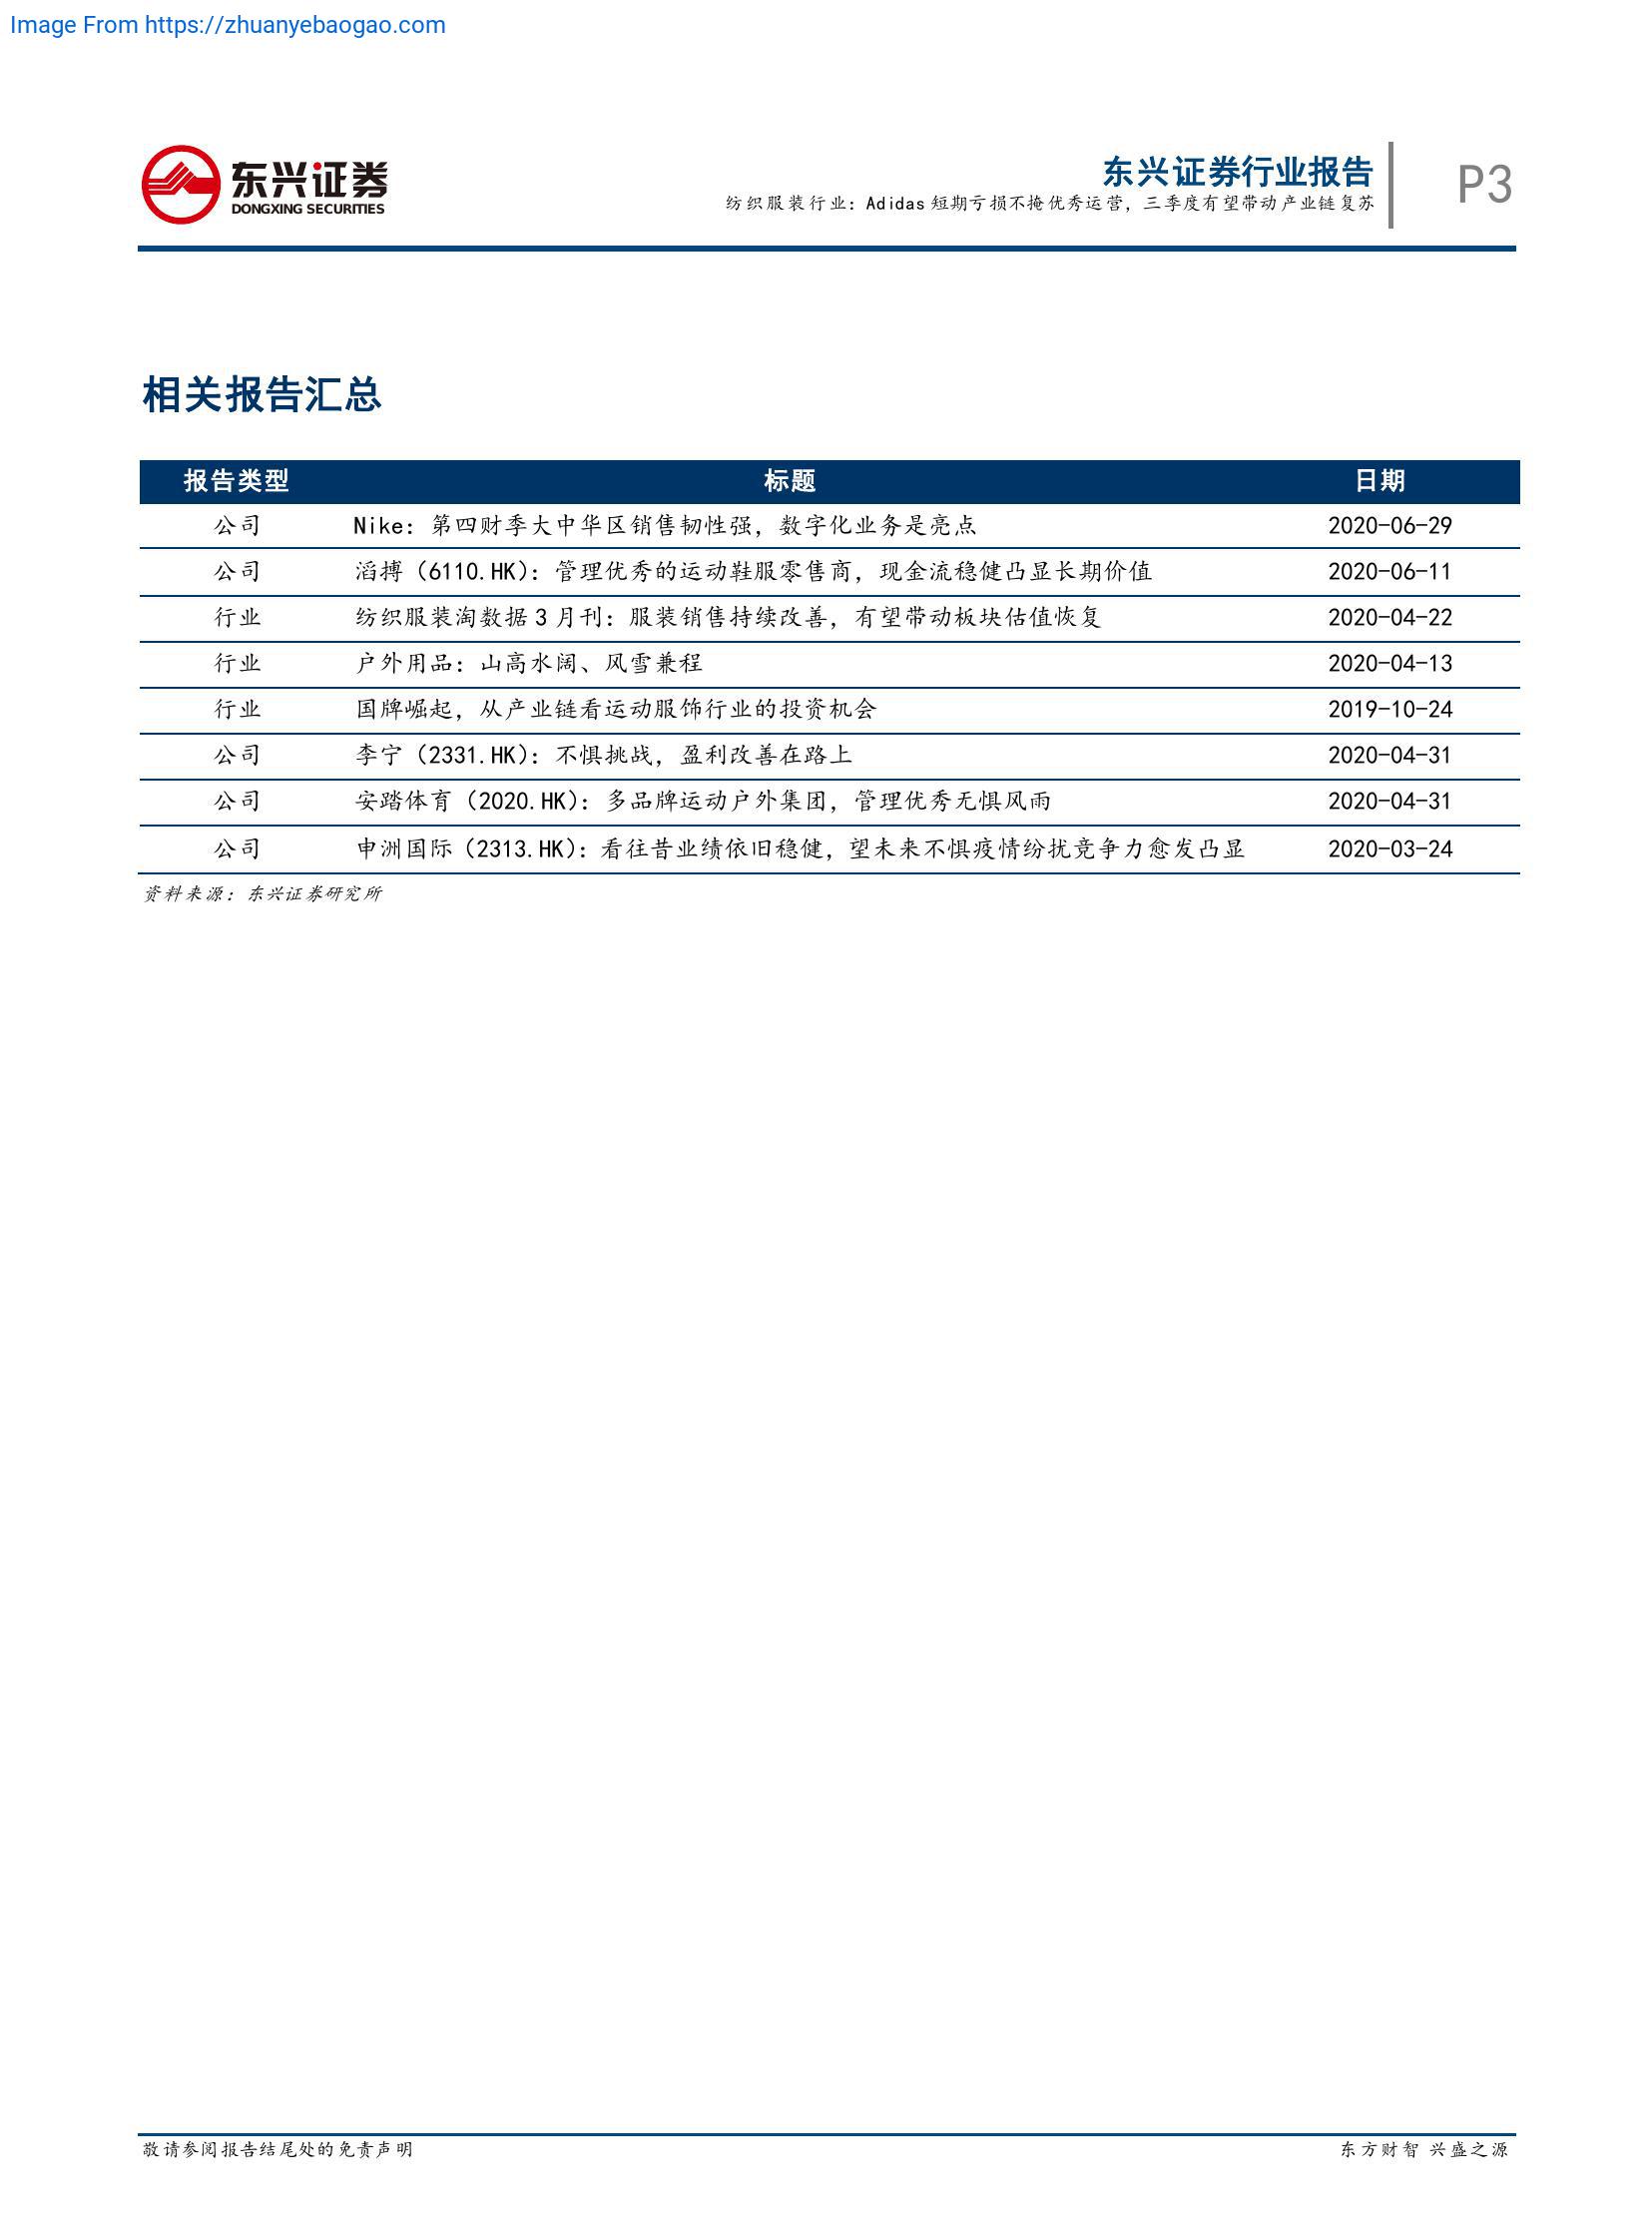 Image From https://zhuanyebaogao.com
东兴证券
DONGXING SECURITIES
东兴证券行业报告
纺织服装行业：Adidas 短期亏损不掩优秀运营，三季度有望带动产业链复苏
P3
相关报告汇总
报告类型 标题 日期
公司 Nike：第四财季大中华区销售韧性强，数字化业务是亮点 2020-06-29
公司 滔搏（6110.HK）：管理优秀的运动鞋服零售商，现金流稳健凸显长期价值 2020-06-11
行业 纺织服装淘数据 3 月刊：服装销售持续改善，有望带动板块估值恢复 2020-04-22
行业 户外用品：山高水阔、风雪兼程 2020-04-13
行业 国牌崛起，从产业链看运动服饰行业的投资机会 2019-10-24
公司 李宁（2331.HK）：不惧挑战，盈利改善在路上 2020-04-31
公司 安踏体育（2020.HK）：多品牌运动户外集团，管理优秀无惧风雨 2020-04-31
公司 申洲国际（2313.HK）：看往昔业绩依旧稳健，望未来不惧疫情纷扰竞争力愈发凸显 2020-03-24
资料来源：东兴证券研究所
敬请参阅报告结尾处的免责声明
东方财智 兴盛之源